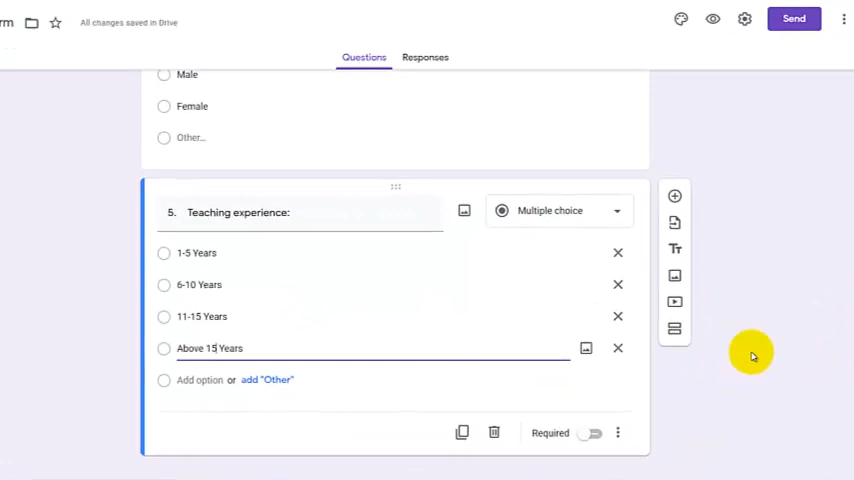 rm All changes saved in Drive Send
Questions Responses
Male
Female
Other...
5. Teaching experience: Multiple choice
1-5 Years
6-10 Years
11-15 Years
Above 15 Years
Add option or add "Other"
Required